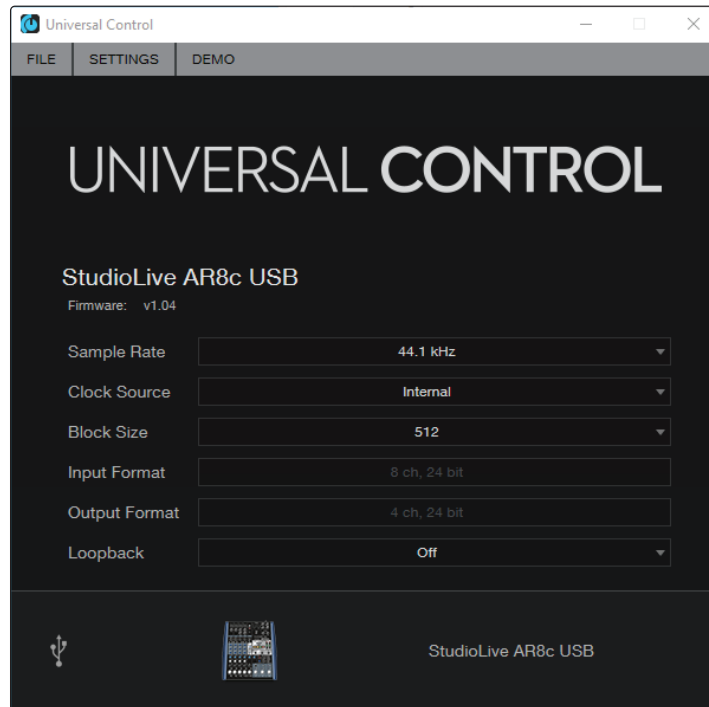 Universal Control
FILE SETTINGS DEMO
UNIVERSAL CONTROL
StudioLive AR8c USB
Firmware: v1.04
Sample Rate 44.1 kHz
Clock Source Internal
Block Size 512
Input Format 8 ch, 24 bit
Output Format 4 ch, 24 bit
Loopback Off
StudioLive AR8c USB